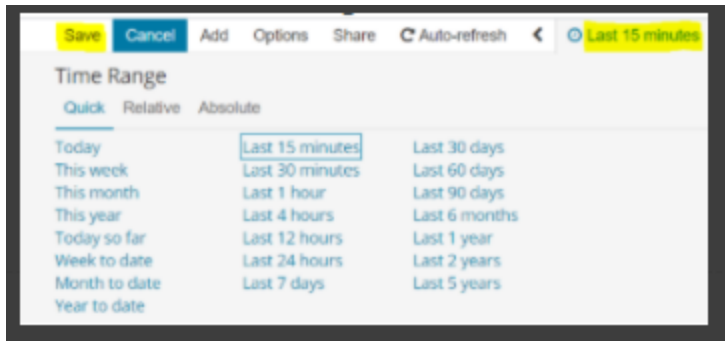 Save Cancel Add Options Share Auto-refresh Last 15 minutes
Time Range
Quick Relative Absolute
Today Last 15 minutes Last 30 days
This week Last 30 minutes Last 60 days
This month Last 1 hour Last 90 days
This year Last 4 hours Last 6 months
Today so far Last 12 hours Last 1 year
Week to date Last 24 hours Last 2 years
Month to date Last 7 days Last 5 years
Year to date